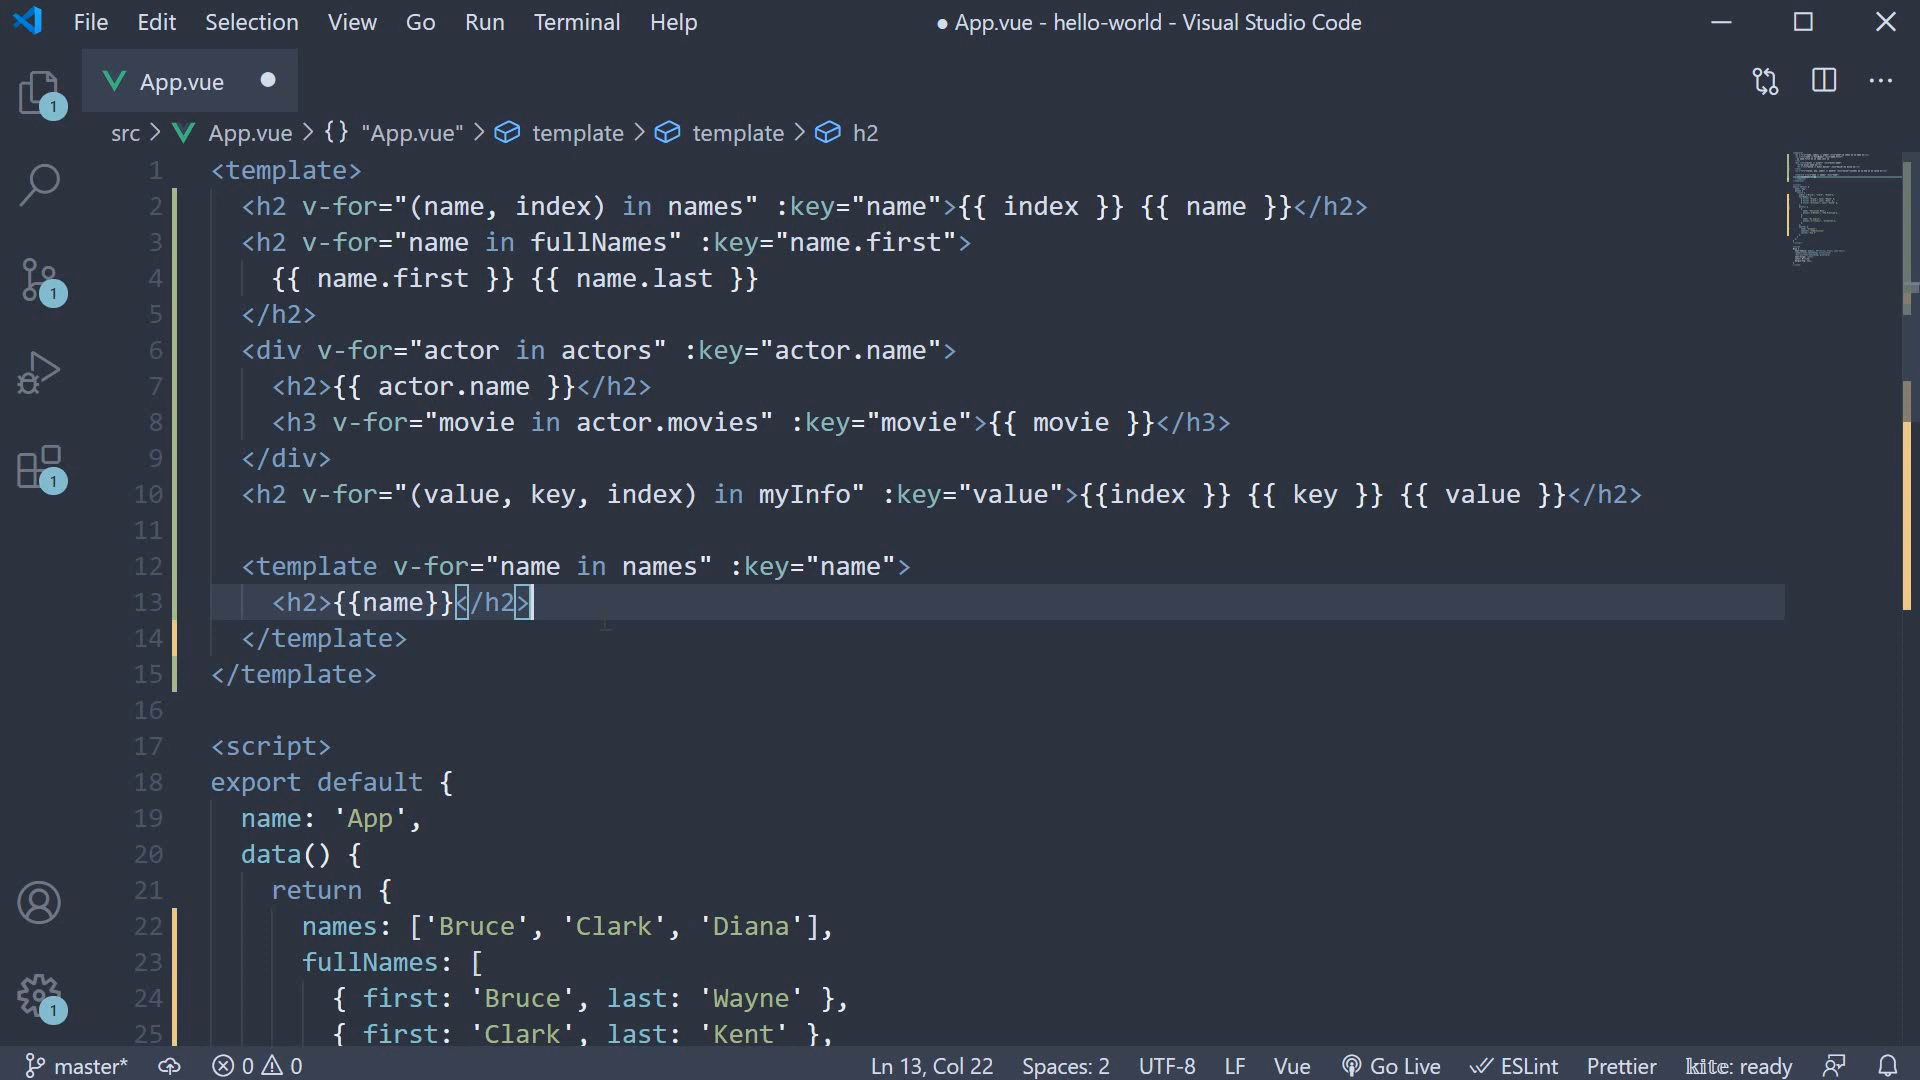 File Edit Selection View Go Run Terminal Help ● App.vue - hello-world - Visual Studio Code
App.vue
src > App.vue > {} "App.vue" > template > template > h2
1 <template>
2 <h2 v-for="(name, index) in names" :key="name">{{ index }} {{ name }}</h2>
3 <h2 v-for="name in fullNames" :key="name.first">
4 {{ name.first }} {{ name.last }}
5 </h2>
6 <div v-for="actor in actors" :key="actor.name">
7 <h2>{{ actor.name }}</h2>
8 <h3 v-for="movie in actor.movies" :key="movie">{{ movie }}</h3>
9 </div>
10 <h2 v-for="(value, key, index) in myInfo" :key="value">{{index }} {{ key }} {{ value }}</h2>
11
12 <template v-for="name in names" :key="name">
13 <h2>{{name}}</h2>
14 </template>
15 </template>
16
17 <script>
18 export default {
19 name: 'App',
20 data() {
21 return {
22 names: ['Bruce', 'Clark', 'Diana'],
23 fullNames: [
24 { first: 'Bruce', last: 'Wayne' },
25 { first: 'Clark', last: 'Kent' },
1
1
1
1
master* 0 0 Ln 13, Col 22 Spaces: 2 UTF-8 LF Vue Go Live ESLint Prettier kite: ready